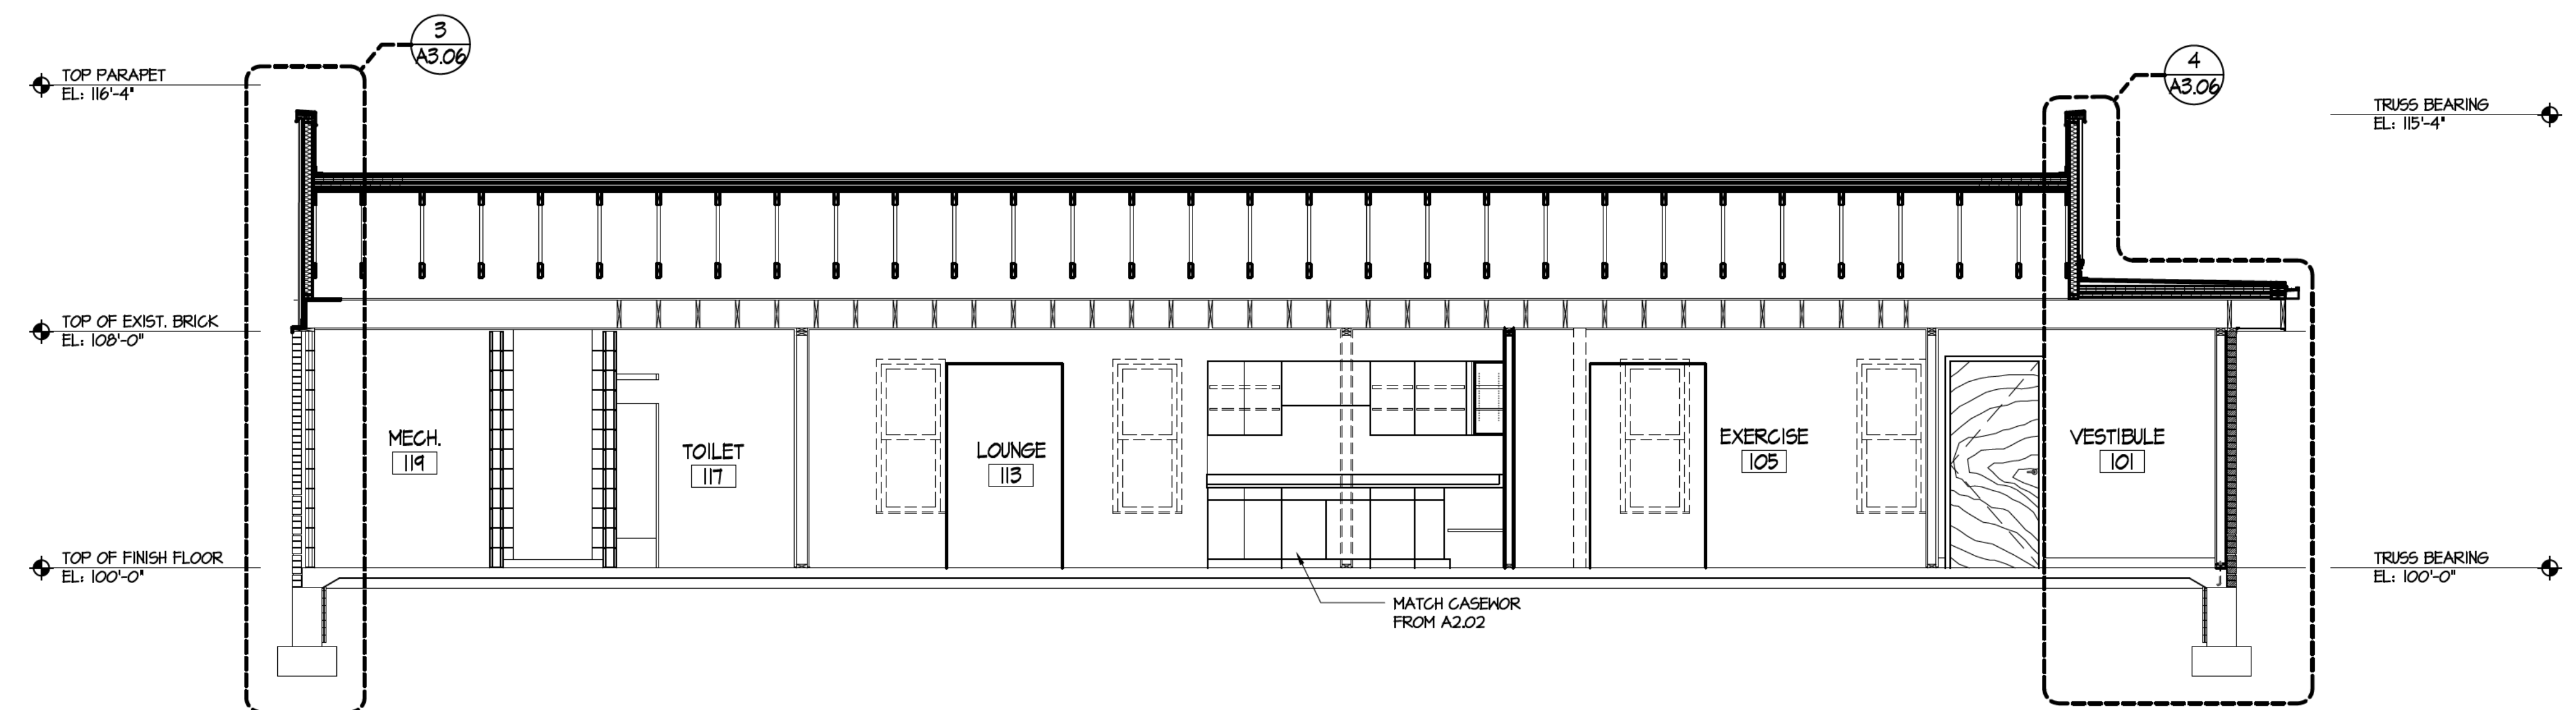 3
A3.06
4
A3.06
TOP PARAPET
EL: 116'-4"
TRUSS BEARING
EL: 115'-4"
TOP OF EXIST. BRICK
EL: 108'-0"
MECH.
119
TOILET
117
LOUNGE
113
EXERCISE
105
VESTIBULE
101
TOP OF FINISH FLOOR
EL: 100'-0"
TRUSS BEARING
EL: 100'-0"
MATCH CASEWOR
FROM A2.02